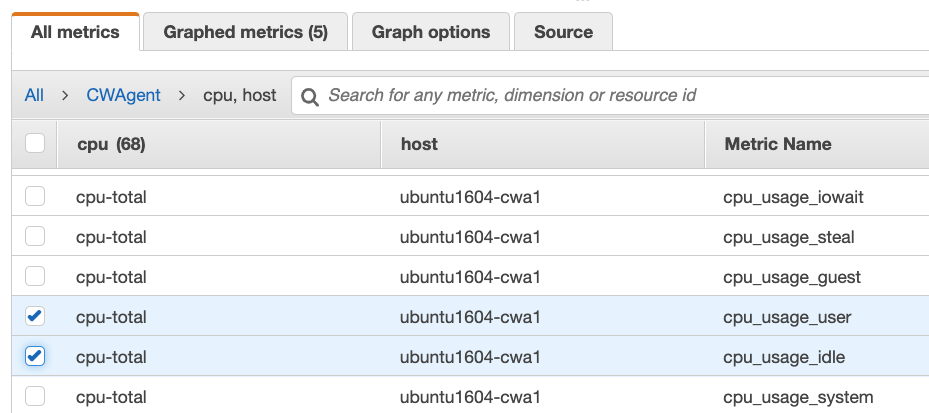 All metrics Graphed metrics (5) Graph options Source
All > CWAgent > cpu, host Search for any metric, dimension or resource id
cpu (68) host Metric Name
cpu-total ubuntu1604-cwa1 cpu_usage_iowait
cpu-total ubuntu1604-cwa1 cpu_usage_steal
cpu-total ubuntu1604-cwa1 cpu_usage_guest
cpu-total ubuntu1604-cwa1 cpu_usage_user
cpu-total ubuntu1604-cwa1 cpu_usage_idle
cpu-total ubuntu1604-cwa1 cpu_usage_system